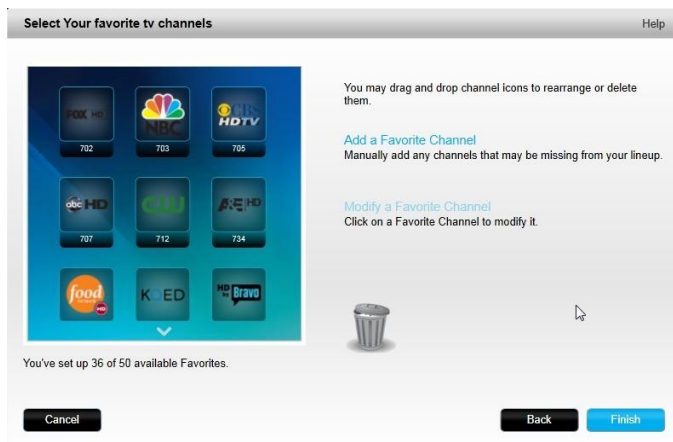 Select Your favorite tv channels
Help
You may drag and drop channel icons to rearrange or delete
them.
Add a Favorite Channel
Manually add any channels that may be missing from your lineup.
Modify a Favorite Channel
Click on a Favorite Channel to modify it.
FOX HD
NBC
CBS
HDTV
702
703
705
abc HD
CW
A&E HD
707
712
734
food
HD
KQED
HD
by
Bravo
You've set up 36 of 50 available Favorites.
Cancel
Back
Finish